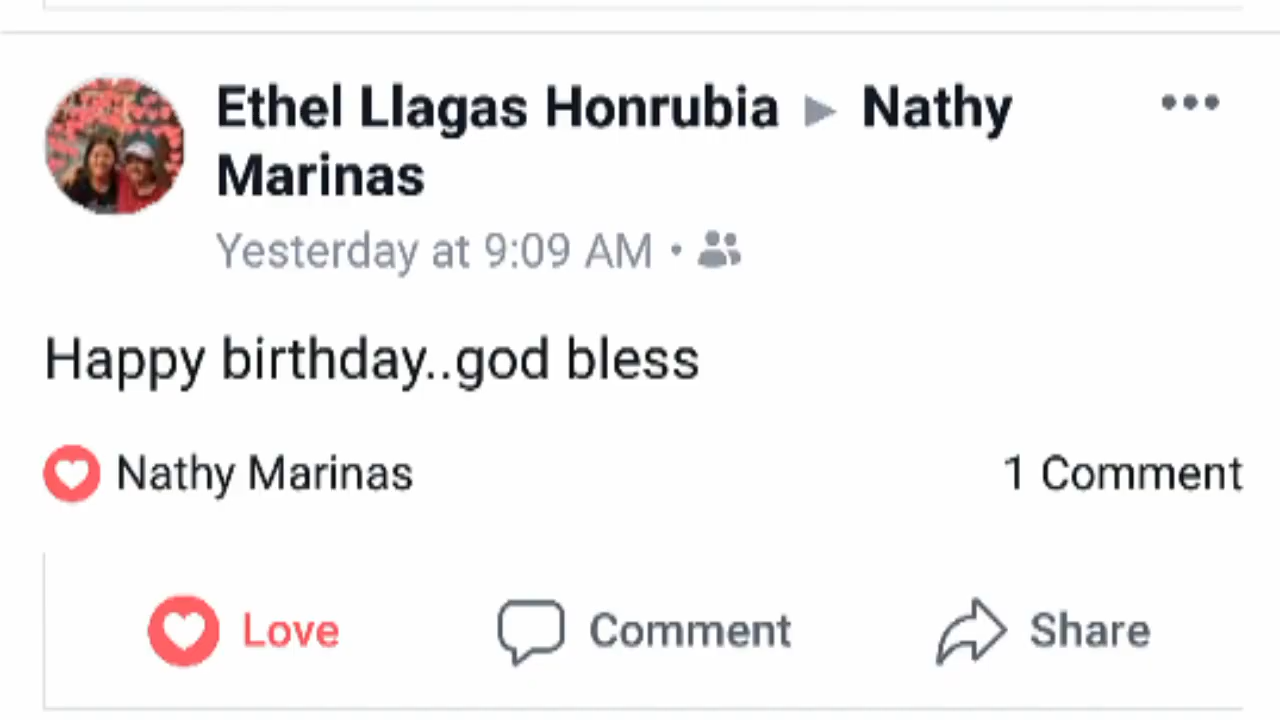 Ethel Llagas Honrubia ▶ Nathy
Marinas
Yesterday at 9:09 AM •
Happy birthday..god bless
Nathy Marinas
1 Comment
Love
Comment
Share